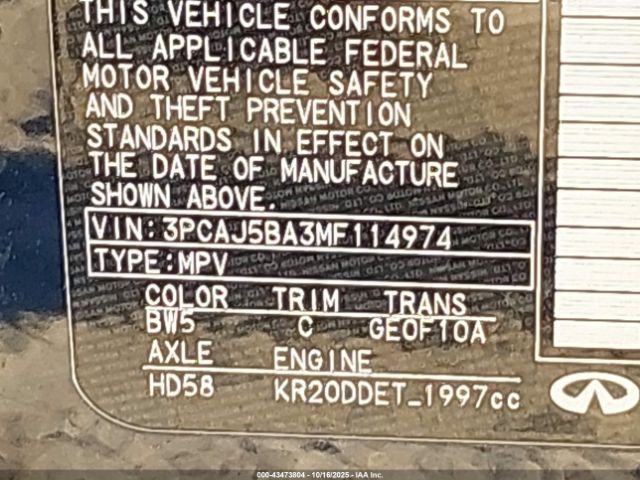 THIS VEHICLE CONFORMS TO
ALL APPLICABLE FEDERAL
MOTOR VEHICLE SAFETY
AND THEFT PREVENTION
STANDARDS IN EFFECT ON
THE DATE OF MANUFACTURE
SHOWN ABOVE.
VIN:3PCAJ5BA3MF114974
TYPE:MPV
COLOR TRIM TRANS
BW5 C GEOF10A
AXLE ENGINE
HD58 KR20DDET_1997cc
000-43473804 - 10/16/2025 - IAA Inc.